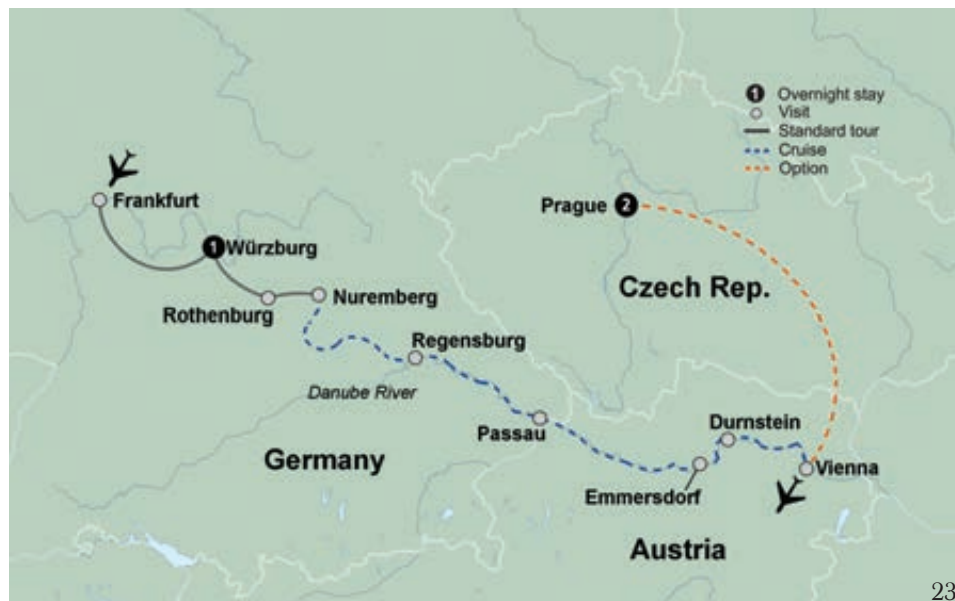 1 Overnight stay
Visit
Standard tour
Cruise
Option
Frankfurt
Prague 2
1 Würzburg
Czech Rep.
Nuremberg
Rothenburg
Regensburg
Danube River
Passau
Durnstein
Germany
Vienna
Emmersdorf
Austria
23